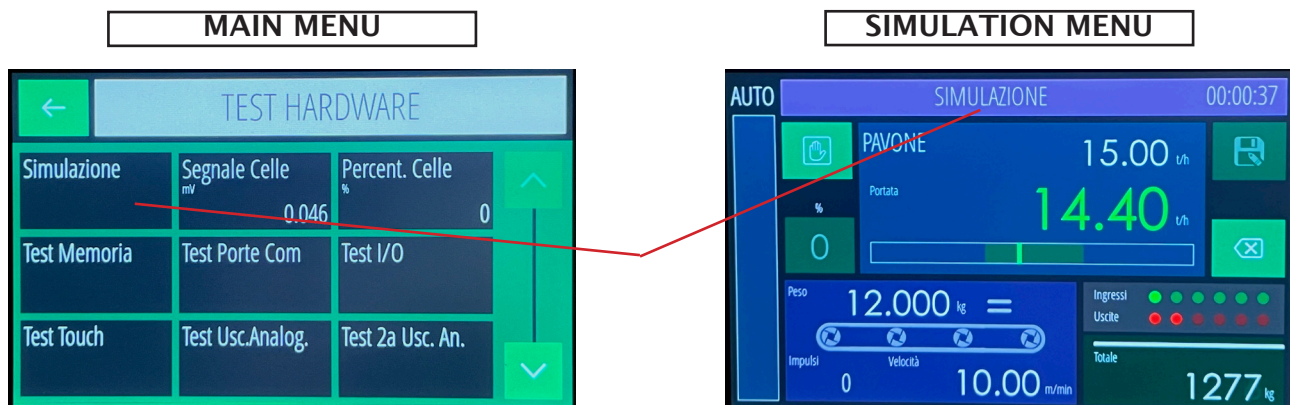 MAIN MENU
SIMULATION MENU
TEST HARDWARE
Simulazione
Segnale Celle
mV
0.046
Percent. Celle
%
0
Test Memoria
Test Porte Com
Test I/O
Test Touch
Test Usc.Analog.
Test 2a Usc. An.
AUTO
SIMULAZIONE
00:00:37
PAVONE
15.00 t/h
Portata
14.40 t/h
%
0
Peso
12.000 kg =
Impulsi
0
Velocità
10.00 m/min
Ingressi
Uscite
Totale
1277 kg